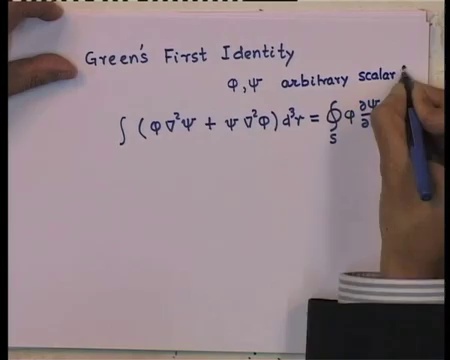 Green's First Identity
φ, ψ arbitrary scalar
∫ (φ ∇²ψ + ψ ∇²φ) d³r = ∮ₛ φ ∂ψ/∂